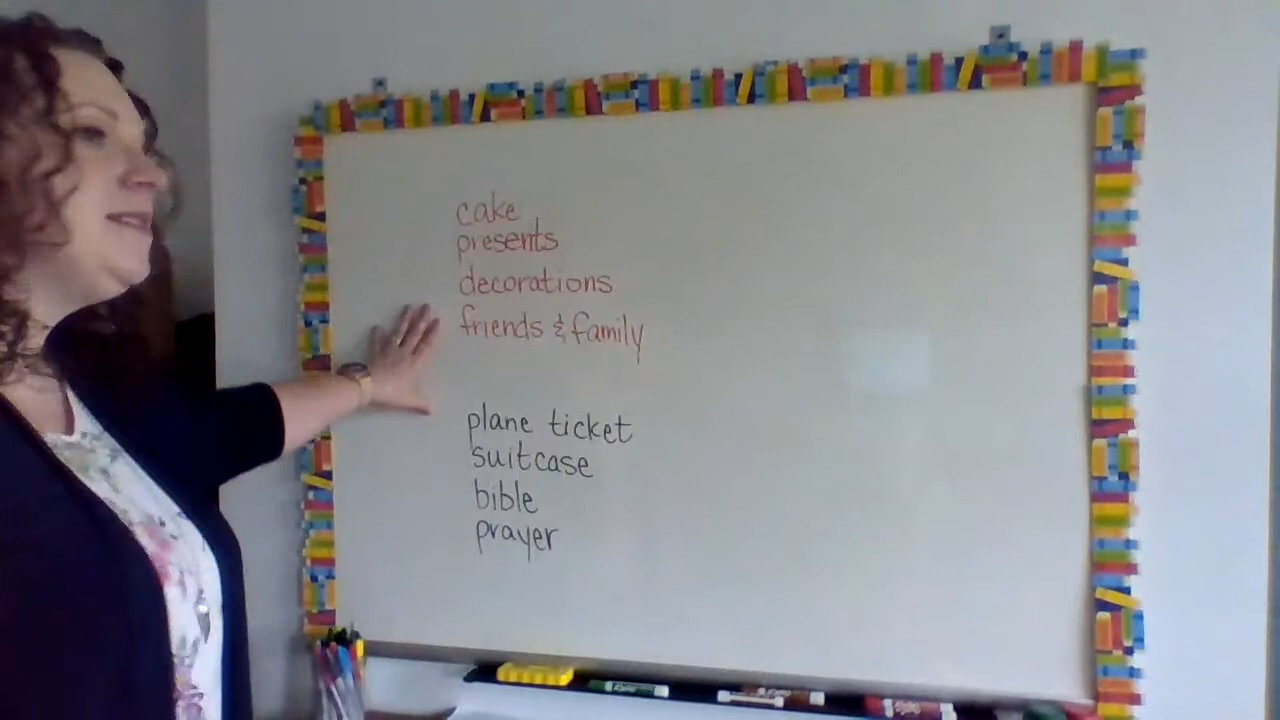 cake
presents
decorations
friends & family
plane ticket
suitcase
bible
prayer